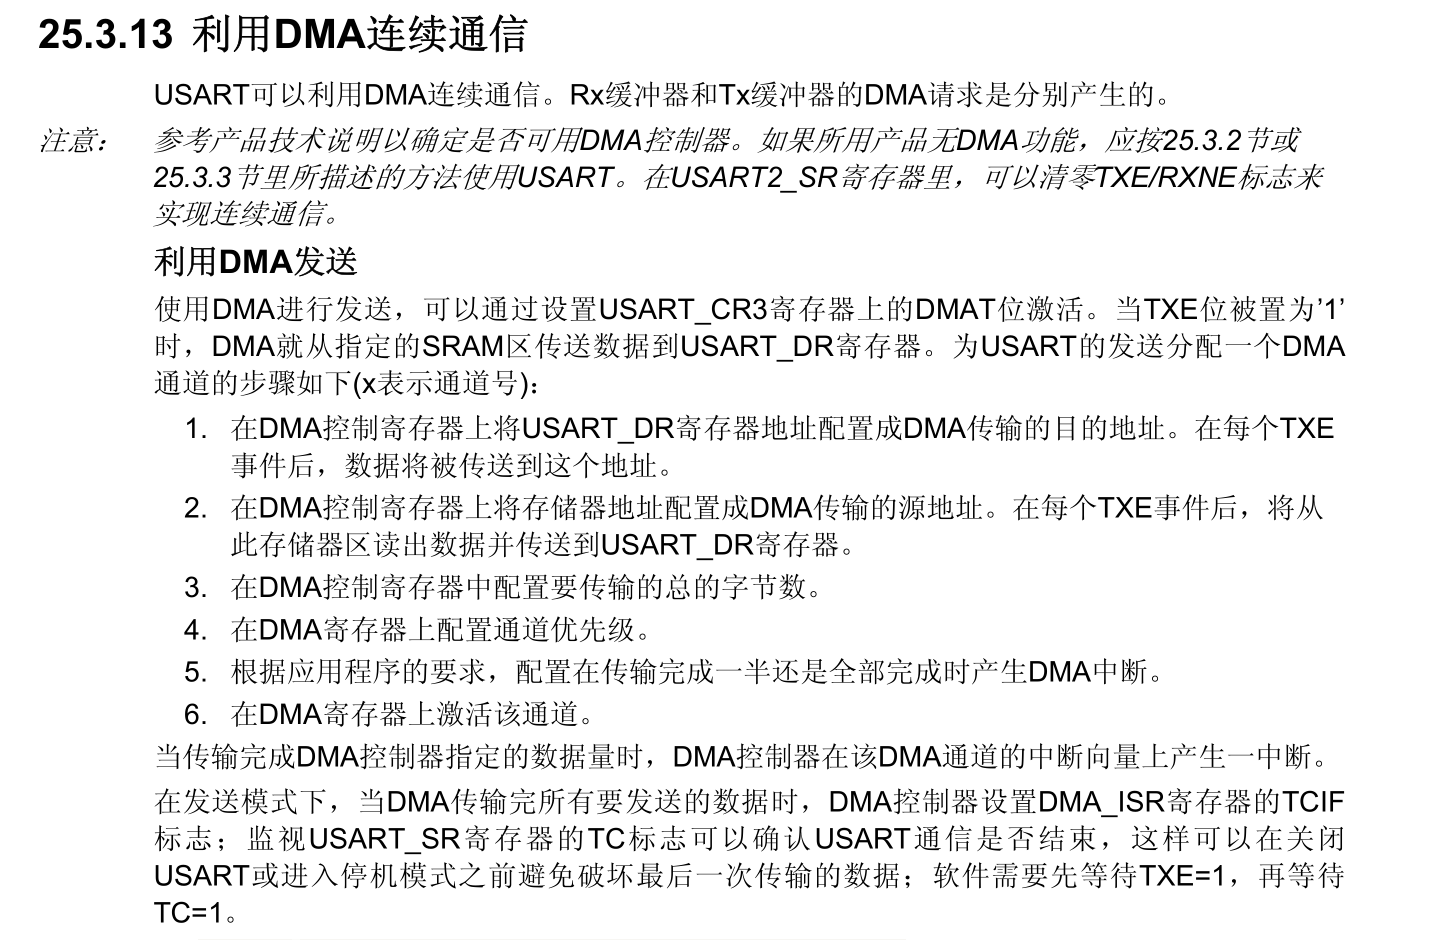 25.3.13 利用DMA连续通信
USART可以利用DMA连续通信。Rx缓冲器和Tx缓冲器的DMA请求是分别产生的。
注意： 参考产品技术说明以确定是否可用DMA控制器。如果所用产品无DMA功能，应按25.3.2节或
25.3.3节里所描述的方法使用USART。在USART2_SR寄存器里，可以清零TXE/RXNE标志来
实现连续通信。
利用DMA发送
使用DMA进行发送，可以通过设置USART_CR3寄存器上的DMAT位激活。当TXE位被置为’1’
时，DMA就从指定的SRAM区传送数据到USART_DR寄存器。为USART的发送分配一个DMA
通道的步骤如下(x表示通道号)：
1. 在DMA控制寄存器上将USART_DR寄存器地址配置成DMA传输的目的地址。在每个TXE
事件后，数据将被传送到这个地址。
2. 在DMA控制寄存器上将存储器地址配置成DMA传输的源地址。在每个TXE事件后，将从
此存储器区读出数据并传送到USART_DR寄存器。
3. 在DMA控制寄存器中配置要传输的总的字节数。
4. 在DMA寄存器上配置通道优先级。
5. 根据应用程序的要求，配置在传输完成一半还是全部完成时产生DMA中断。
6. 在DMA寄存器上激活该通道。
当传输完成DMA控制器指定的数据量时，DMA控制器在该DMA通道的中断向量上产生一中断。
在发送模式下，当DMA传输完所有要发送的数据时，DMA控制器设置DMA_ISR寄存器的TCIF
标志；监视USART_SR寄存器的TC标志可以确认USART通信是否结束，这样可以在关闭
USART或进入停机模式之前避免破坏最后一次传输的数据；软件需要先等待TXE=1，再等待
TC=1。